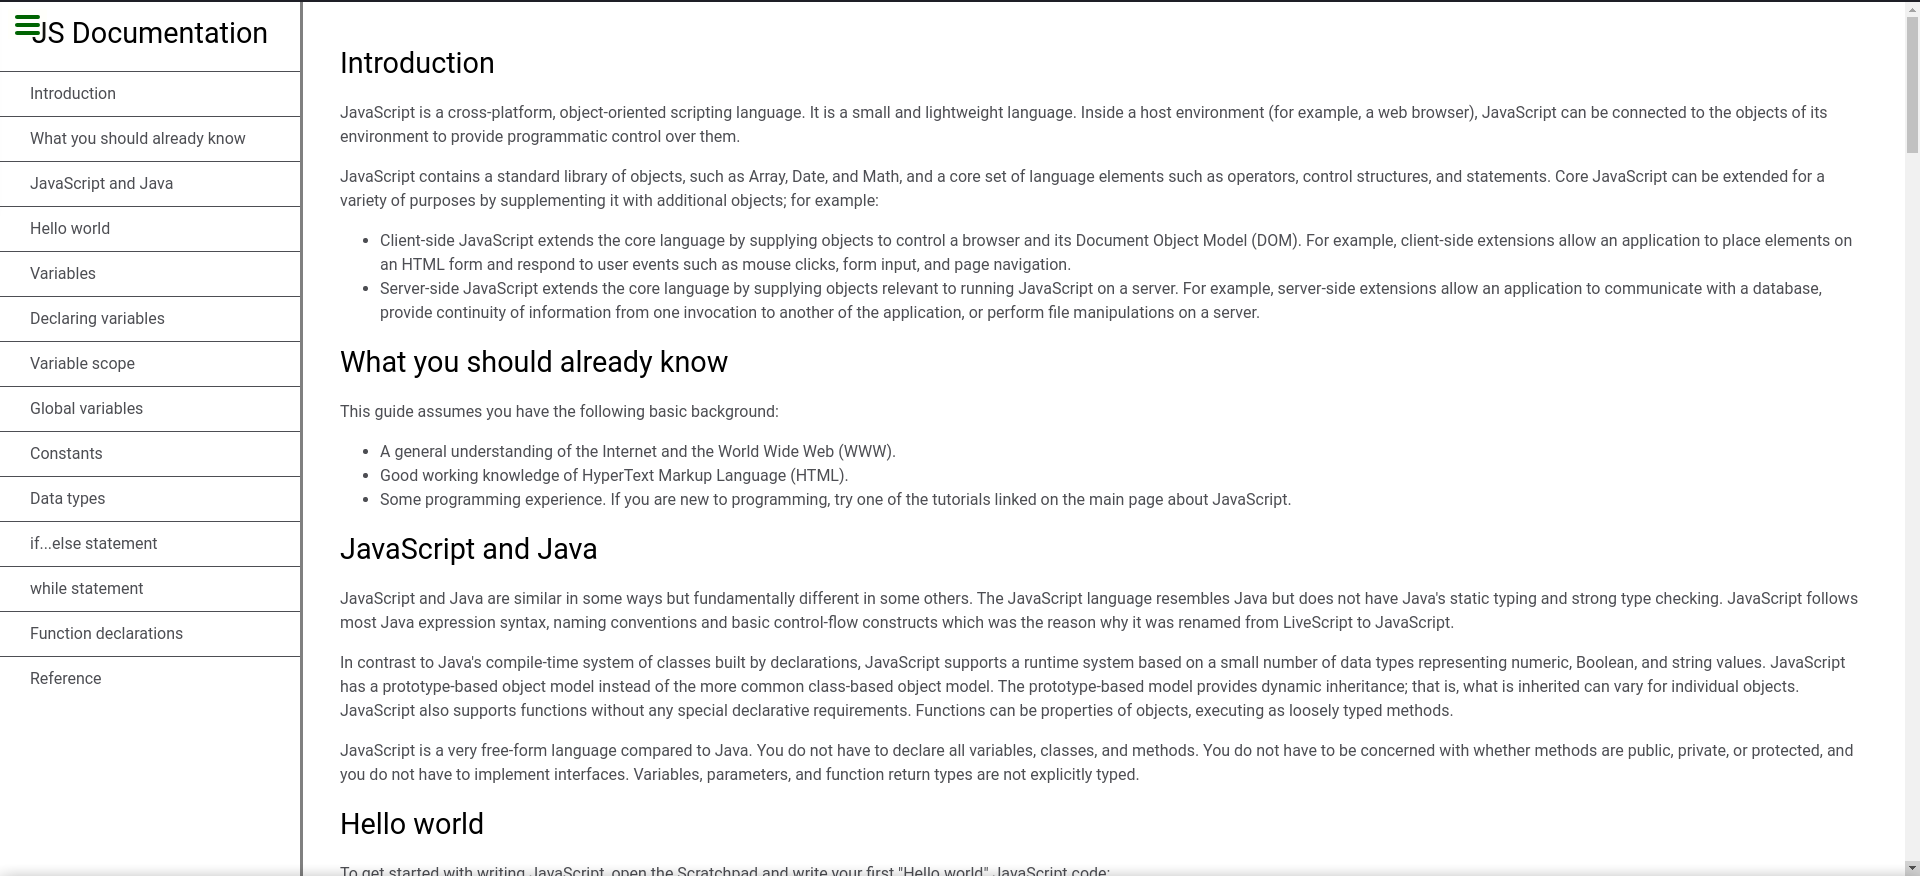 JS Documentation
Introduction
What you should already know
JavaScript and Java
Hello world
Variables
Declaring variables
Variable scope
Global variables
Constants
Data types
if...else statement
while statement
Function declarations
Reference
Introduction
JavaScript is a cross-platform, object-oriented scripting language. It is a small and lightweight language. Inside a host environment (for example, a web browser), JavaScript can be connected to the objects of its
environment to provide programmatic control over them.
JavaScript contains a standard library of objects, such as Array, Date, and Math, and a core set of language elements such as operators, control structures, and statements. Core JavaScript can be extended for a
variety of purposes by supplementing it with additional objects; for example:
• Client-side JavaScript extends the core language by supplying objects to control a browser and its Document Object Model (DOM). For example, client-side extensions allow an application to place elements on
an HTML form and respond to user events such as mouse clicks, form input, and page navigation.
• Server-side JavaScript extends the core language by supplying objects relevant to running JavaScript on a server. For example, server-side extensions allow an application to communicate with a database,
provide continuity of information from one invocation to another of the application, or perform file manipulations on a server.
What you should already know
This guide assumes you have the following basic background:
• A general understanding of the Internet and the World Wide Web (WWW).
• Good working knowledge of HyperText Markup Language (HTML).
• Some programming experience. If you are new to programming, try one of the tutorials linked on the main page about JavaScript.
JavaScript and Java
JavaScript and Java are similar in some ways but fundamentally different in some others. The JavaScript language resembles Java but does not have Java's static typing and strong type checking. JavaScript follows
most Java expression syntax, naming conventions and basic control-flow constructs which was the reason why it was renamed from LiveScript to JavaScript.
In contrast to Java's compile-time system of classes built by declarations, JavaScript supports a runtime system based on a small number of data types representing numeric, Boolean, and string values. JavaScript
has a prototype-based object model instead of the more common class-based object model. The prototype-based model provides dynamic inheritance; that is, what is inherited can vary for individual objects.
JavaScript also supports functions without any special declarative requirements. Functions can be properties of objects, executing as loosely typed methods.
JavaScript is a very free-form language compared to Java. You do not have to declare all variables, classes, and methods. You do not have to be concerned with whether methods are public, private, or protected, and
you do not have to implement interfaces. Variables, parameters, and function return types are not explicitly typed.
Hello world
To get started with writing JavaScript, open the Scratchpad and write your first "Hello world" JavaScript code: